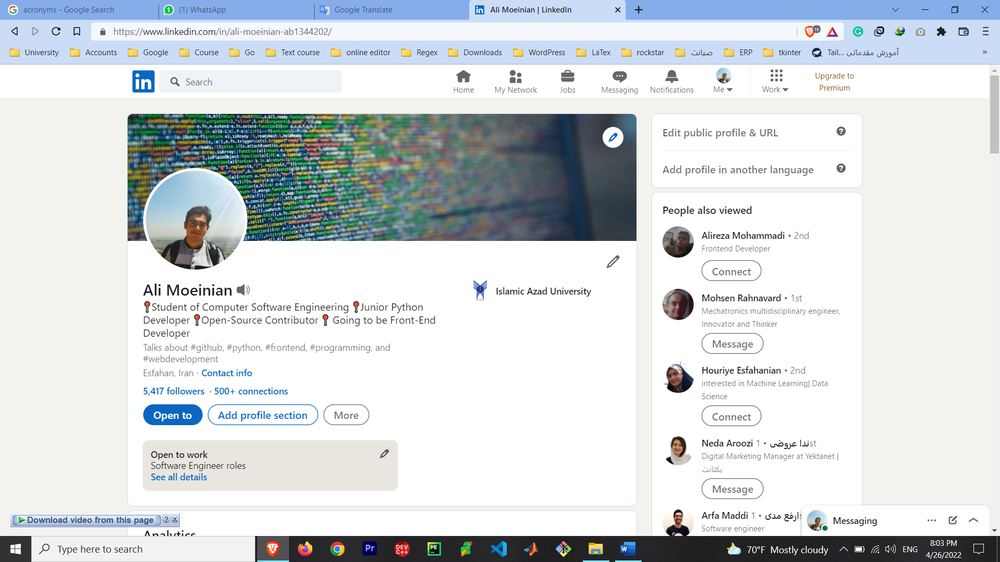 acronyms - Google Search
(1) WhatsApp
Google Translate
Ali Moeinian | LinkedIn
https://www.linkedin.com/in/ali-moeinian-ab1344202/
18
University
Accounts
Google
Course
Go
Text course
online editor
Regex
Downloads
WordPress
LaTex
rockstar
صیانت
ERP
tkinter
آموزش مقدماتی Tail...
in
Search
Home
My Network
Jobs
Messaging
Notifications
Me
Work
Upgrade to
Premium
Edit public profile & URL
Add profile in another language
Ali Moeinian
Islamic Azad University
📍Student of Computer Software Engineering 📍Junior Python
Developer 📍Open-Source Contributor 📍 Going to be Front-End
Developer
Talks about #github, #python, #frontend, #programming, and
#webdevelopment
Esfahan, Iran · Contact info
5,417 followers · 500+ connections
Open to
Add profile section
More
Open to work
Software Engineer roles
See all details
Analytics
People also viewed
Alireza Mohammadi • 2nd
Frontend Developer
Connect
Mohsen Rahnavard • 1st
Mechatronics multidisciplinary engineer,
Innovator and Thinker
Message
Houriye Esfahanian • 2nd
interested in Machine Learning| Data
Science
Connect
Neda Aroozi 1 • ندا عروضیst
Digital Marketing Manager at Yektanet |
یکتانت
Message
Arfa Maddi 1 • ارفع مدی
Software engineer
Messaging
Download video from this page
Type here to search
Pr
DEV
C++
PE
W
70°F Mostly cloudy
ENG
8:03 PM
4/26/2022